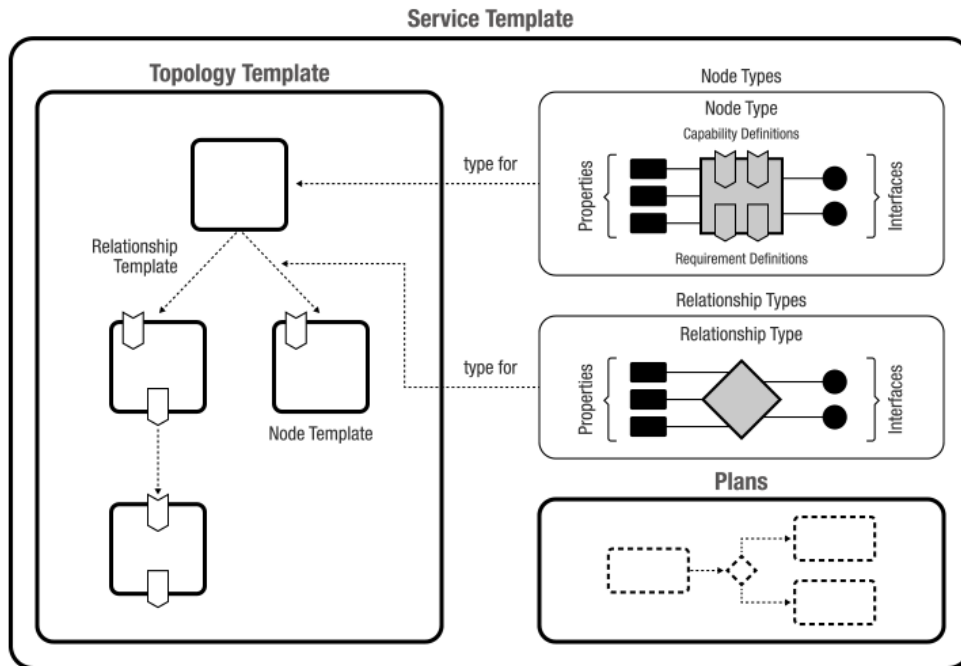 Service Template
Topology Template
Relationship
Template
Node Template
type for
type for
Node Types
Node Type
Capability Definitions
Properties
Interfaces
Requirement Definitions
Relationship Types
Relationship Type
Properties
Interfaces
Plans